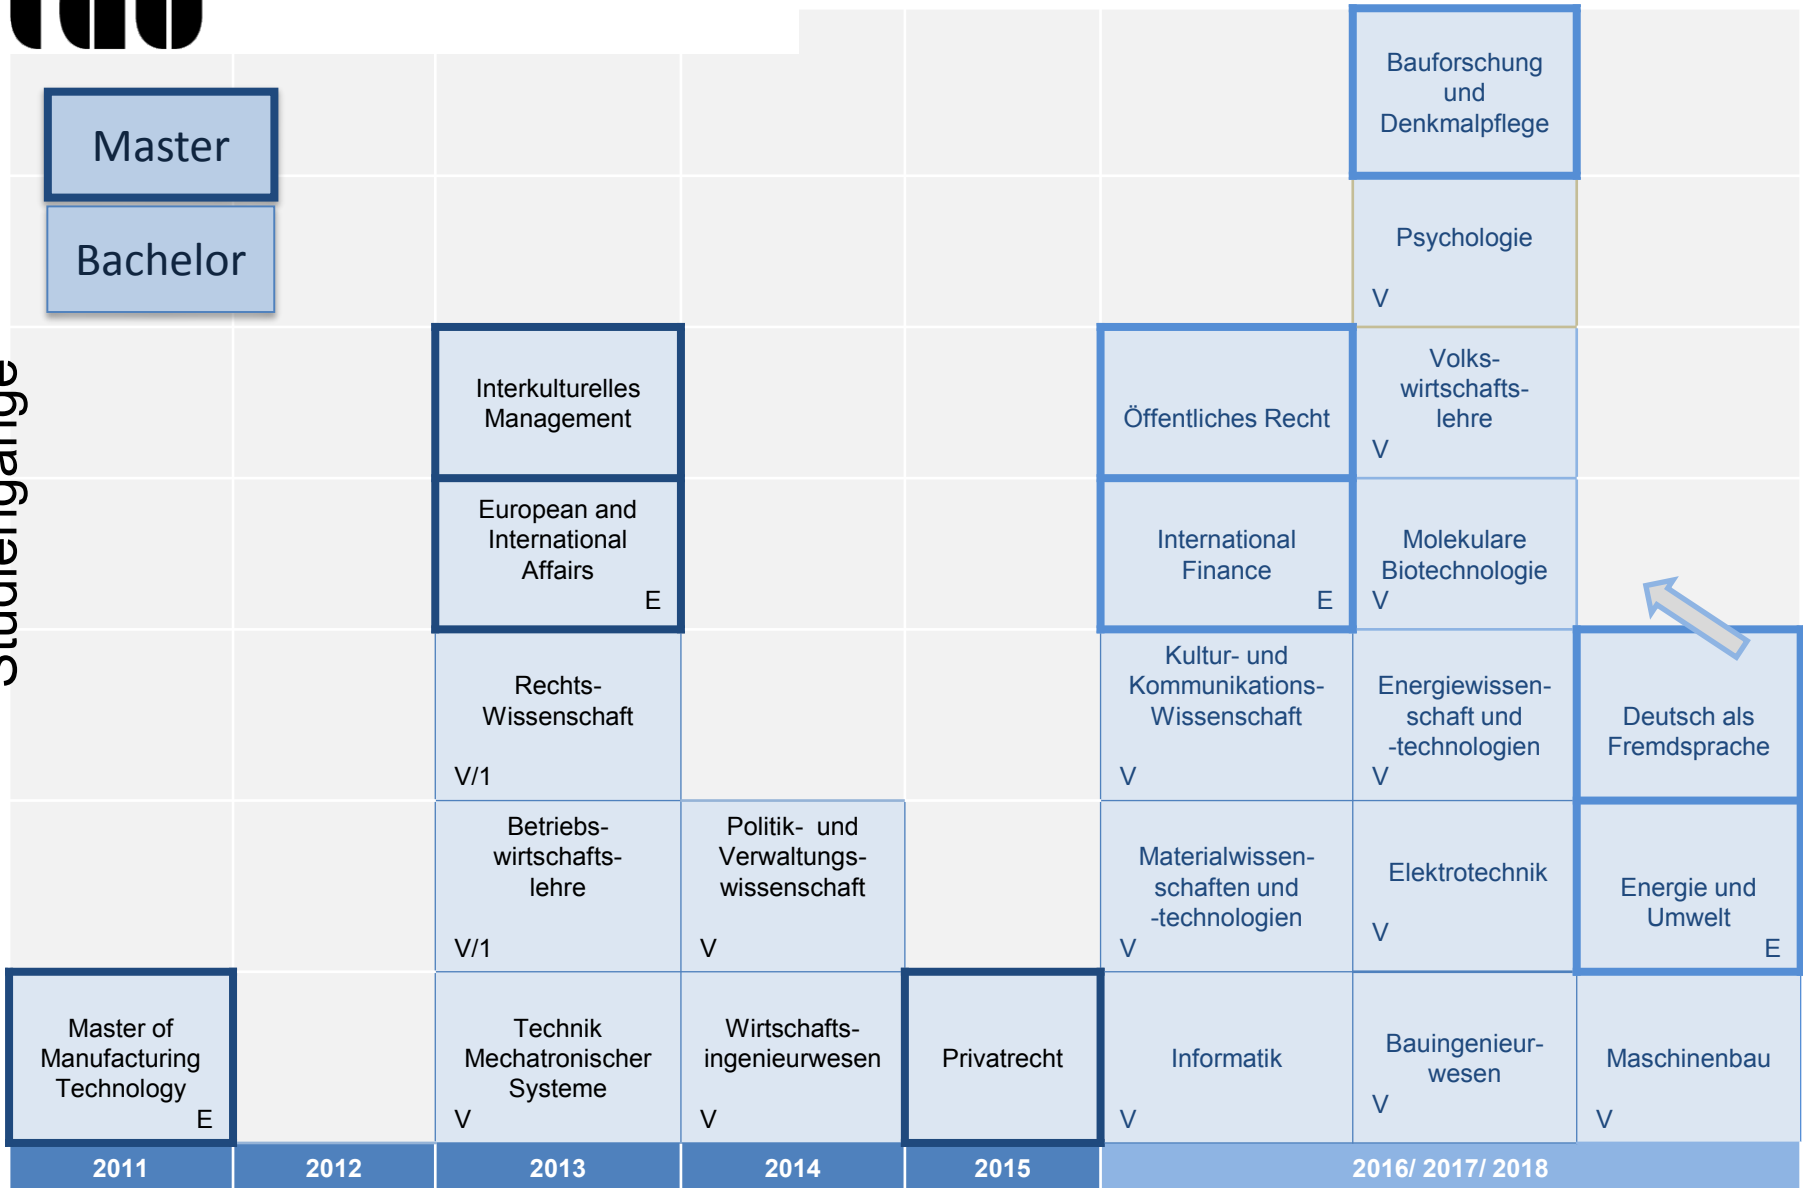 Bauforschung
und
Denkmalpflege
Master
Bachelor
Psychologie
V
Studiengänge
Interkulturelles
Management
Öffentliches Recht
Volks-
wirtschafts-
lehre
V
European and
International
Affairs
E
International
Finance
E
Molekulare
Biotechnologie
V
Rechts-
Wissenschaft
V/1
Kultur- und
Kommunikations-
Wissenschaft
V
Energiewissen-
schaft und
-technologien
V
Deutsch als
Fremdsprache
Betriebs-
wirtschafts-
lehre
V/1
Politik- und
Verwaltungs-
wissenschaft
V
Materialwissen-
schaften und
-technologien
V
Elektrotechnik
V
Energie und
Umwelt
E
Master of
Manufacturing
Technology
E
Technik
Mechatronischer
Systeme
V
Wirtschafts-
ingenieurwesen
V
Privatrecht
Informatik
V
Bauingenieur-
wesen
V
Maschinenbau
V
2011
2012
2013
2014
2015
2016/ 2017/ 2018